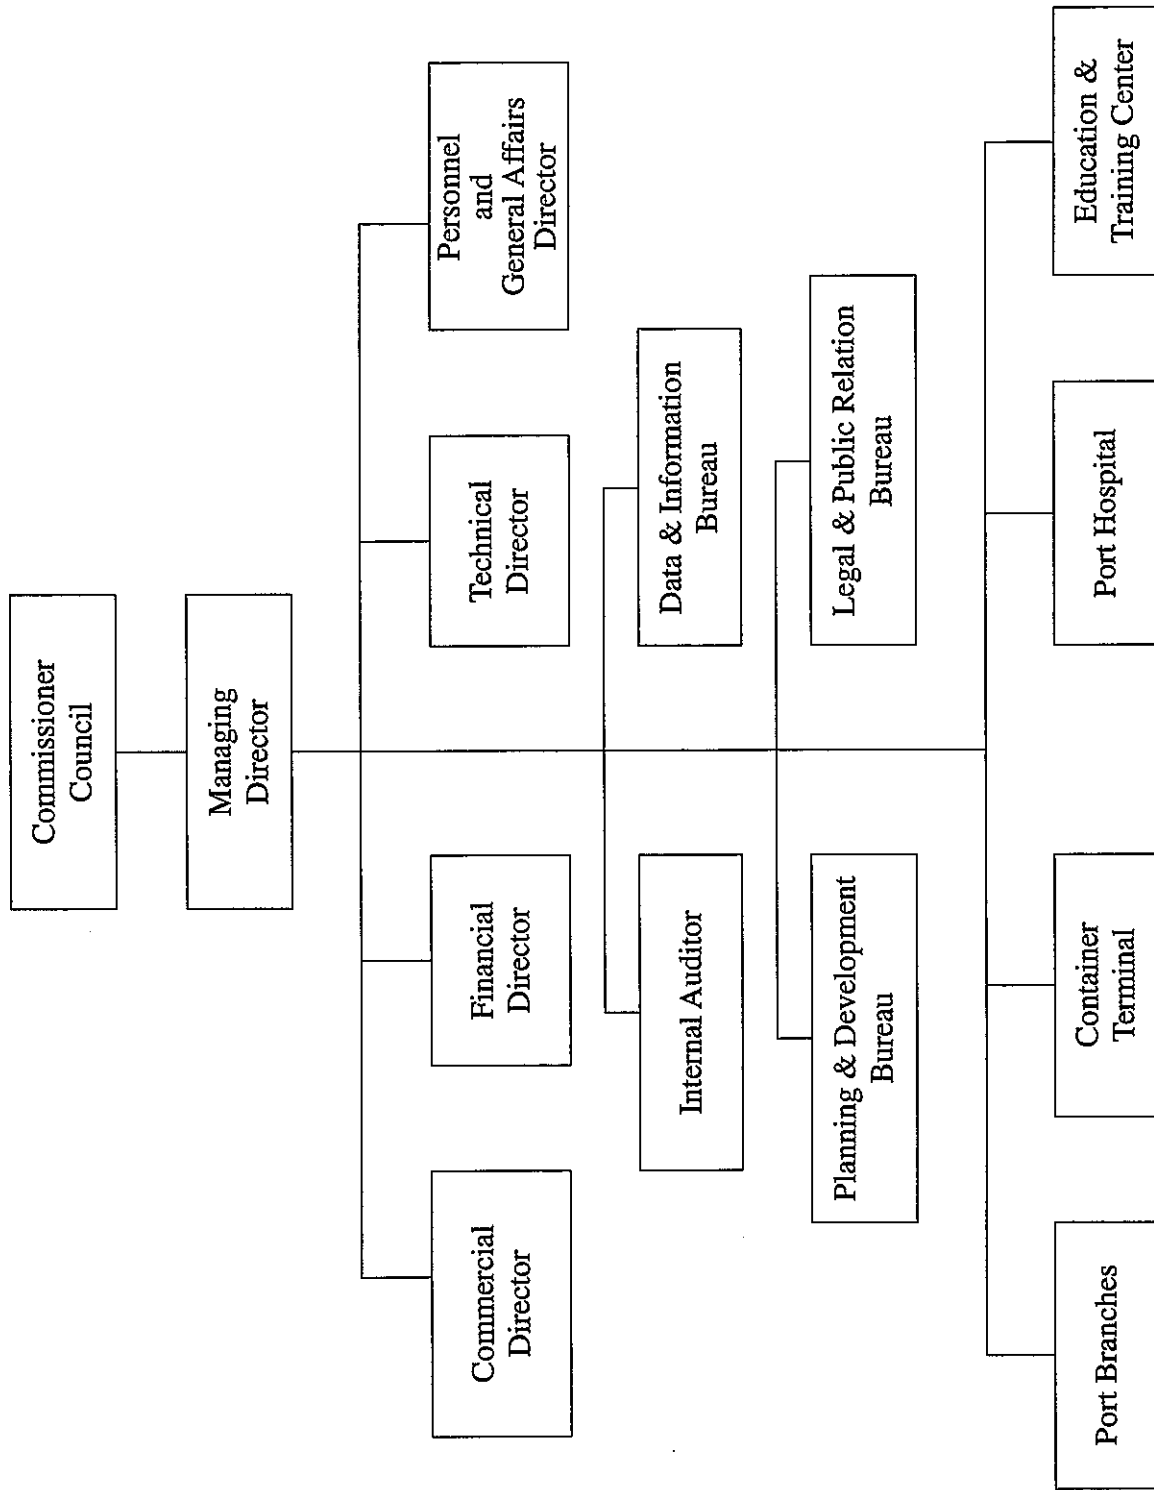 Commissioner
Council
Managing
Director
Commercial
Director
Financial
Director
Technical
Director
Personnel
and
General Affairs
Director
Internal Auditor
Data & Information
Bureau
Planning & Development
Bureau
Legal & Public Relation
Bureau
Port Branches
Container
Terminal
Port Hospital
Education &
Training Center